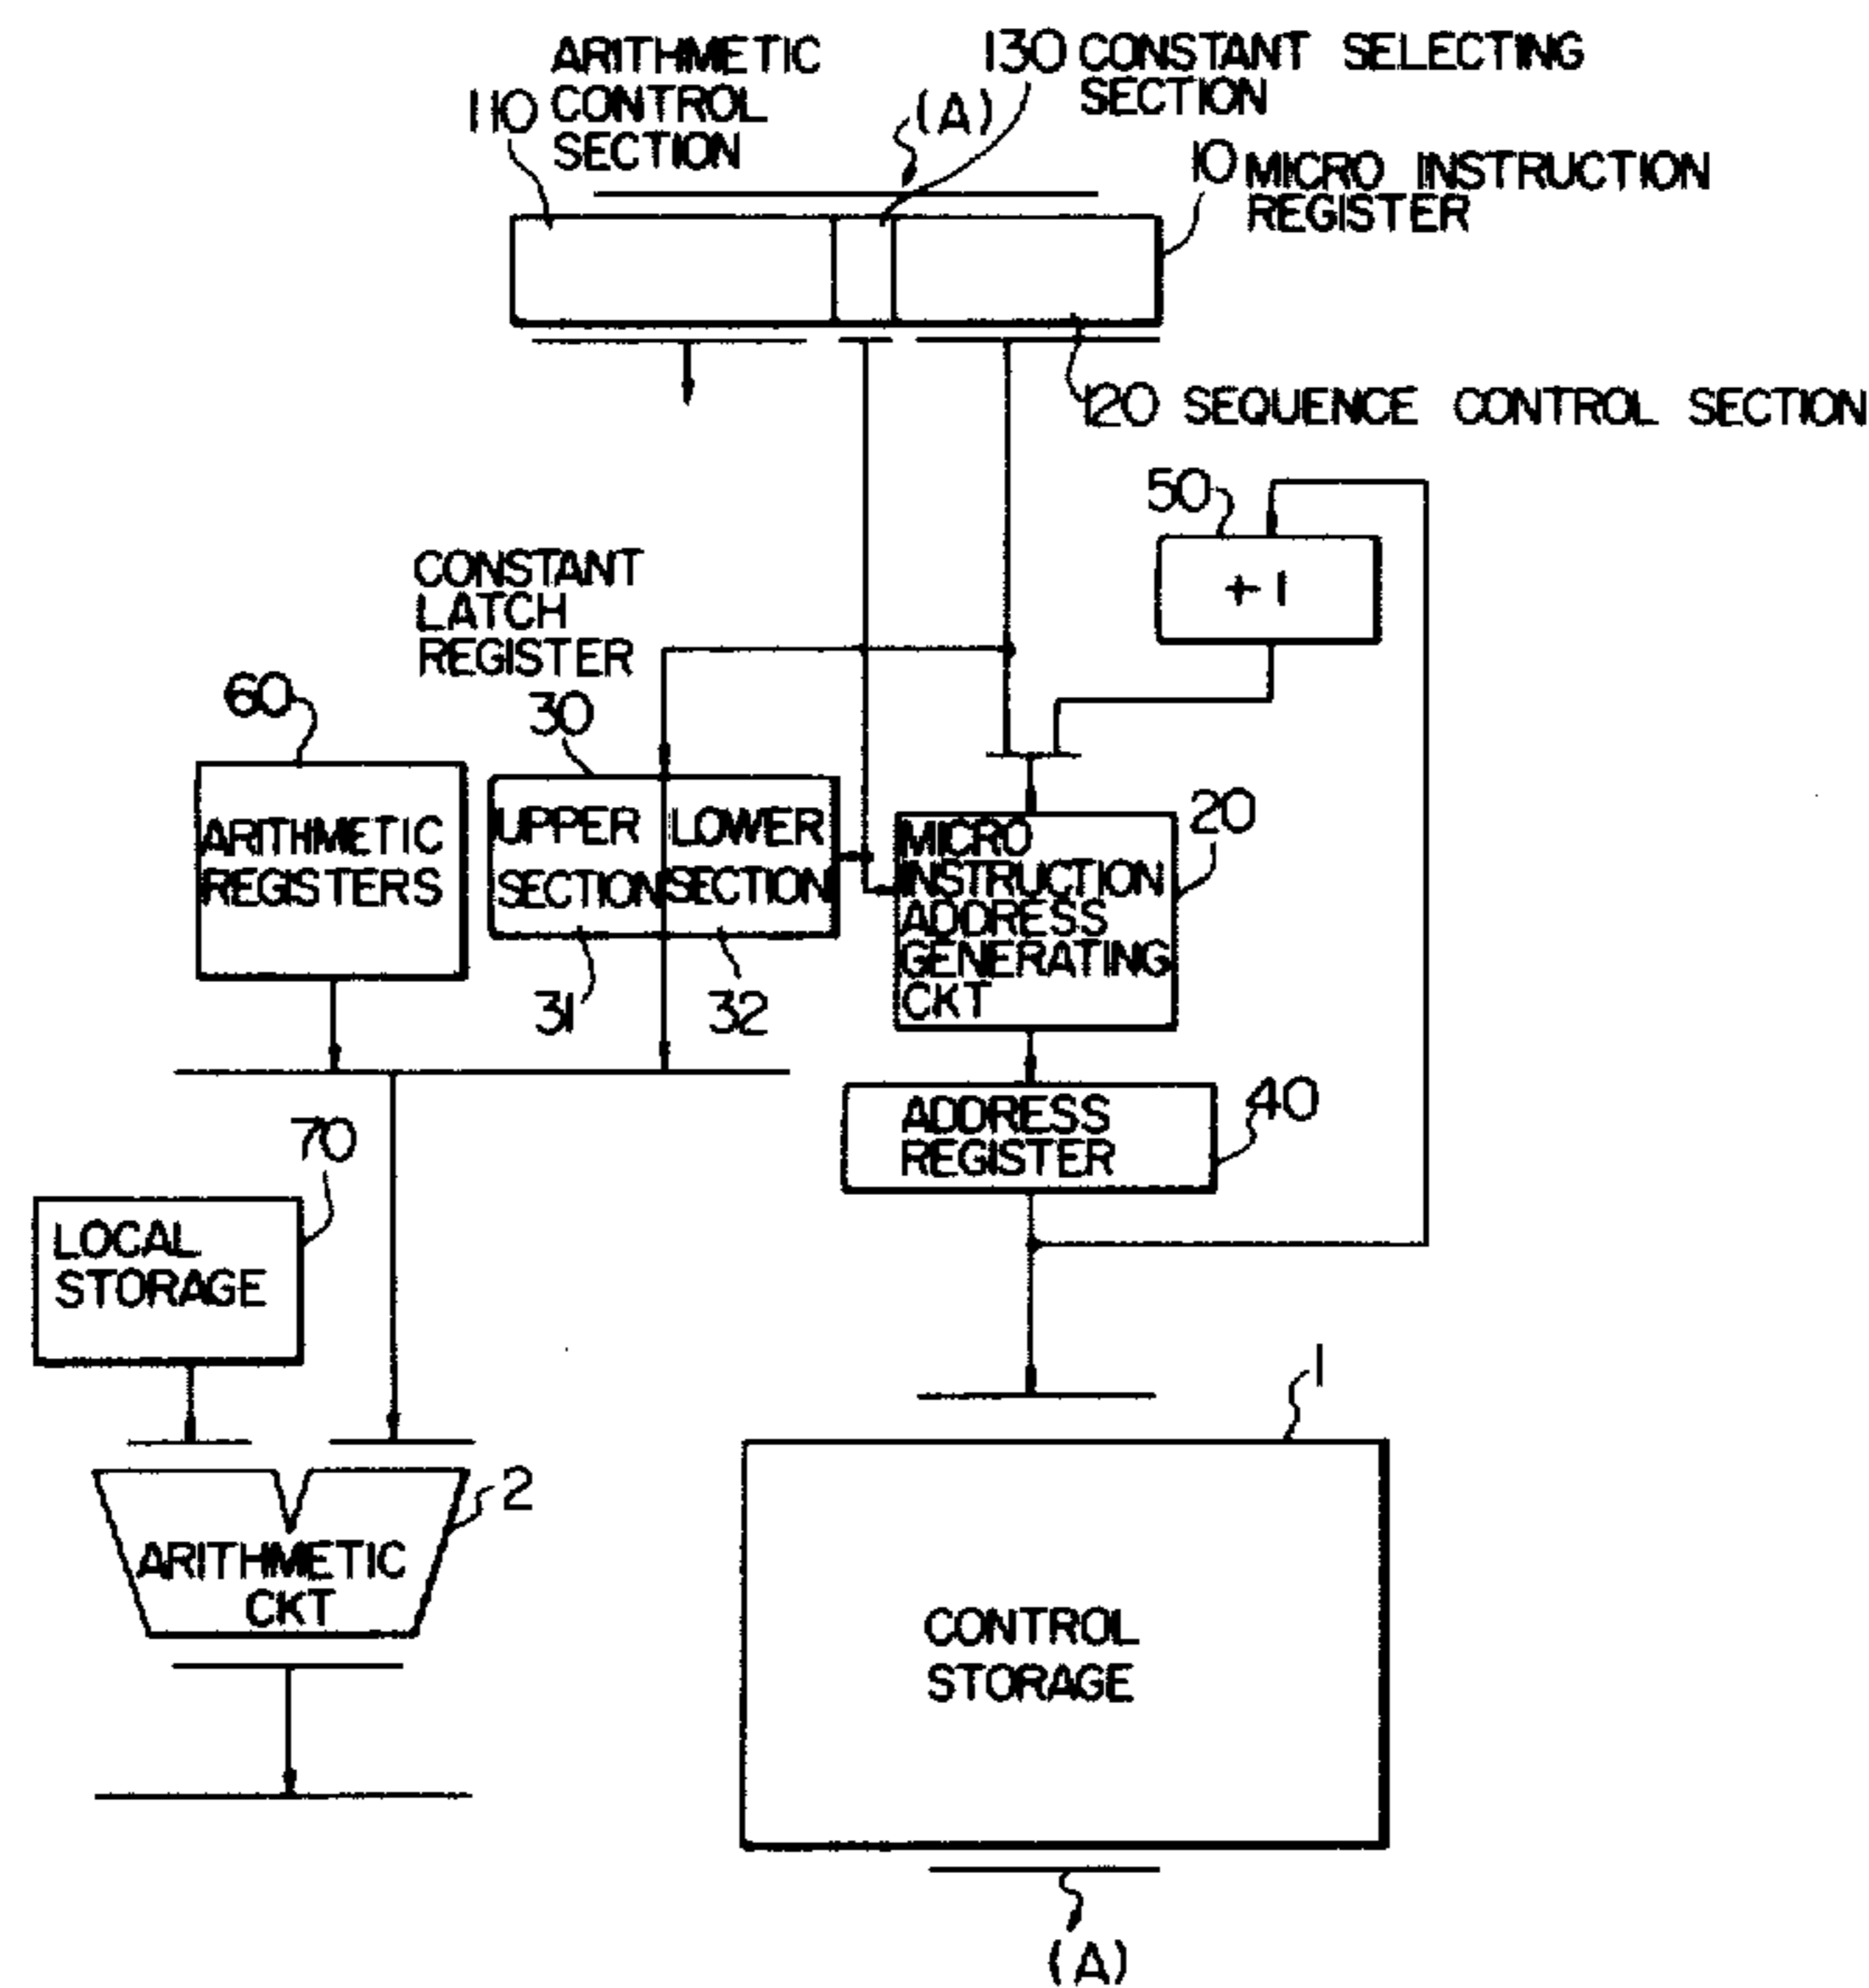 ARITHMETIC
CONTROL
SECTION
110
(A)
130 CONSTANT SELECTING
SECTION
10 MICRO INSTRUCTION
REGISTER
120 SEQUENCE CONTROL SECTION
50
+1
CONSTANT
LATCH
REGISTER
30
60
ARITHMETIC
REGISTERS
UPPER
SECTION
LOWER
SECTION
31
32
20
MICRO
INSTRUCTION
ADDRESS
GENERATING
CKT
ADDRESS
REGISTER
40
70
LOCAL
STORAGE
1
2
ARITHMETIC
CKT
CONTROL
STORAGE
(A)